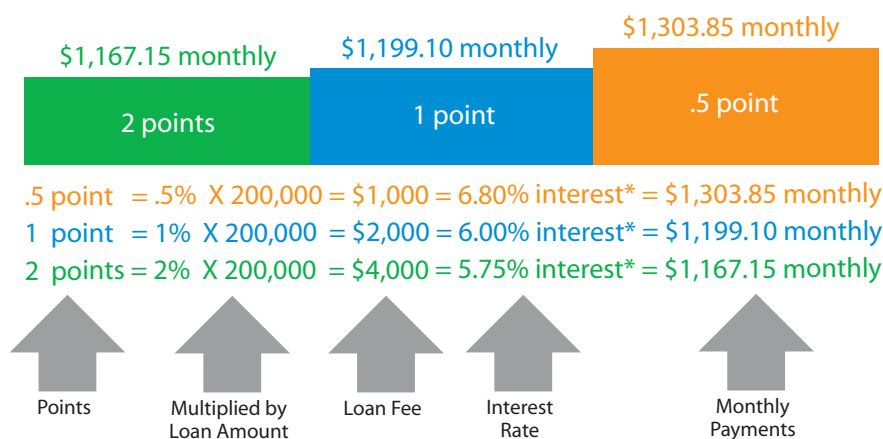 $1,167.15 monthly
$1,199.10 monthly
$1,303.85 monthly
2 points
1 point
.5 point
.5 point = .5% X 200,000 = $1,000 = 6.80% interest* = $1,303.85 monthly
1 point = 1% X 200,000 = $2,000 = 6.00% interest* = $1,199.10 monthly
2 points = 2% X 200,000 = $4,000 = 5.75% interest* = $1,167.15 monthly
Points
Multiplied by
Loan Amount
Loan Fee
Interest
Rate
Monthly
Payments